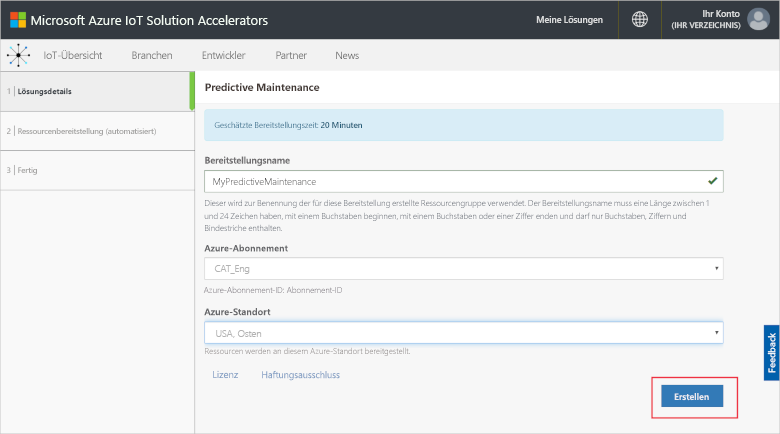 Microsoft Azure IoT Solution Accelerators
Meine Lösungen
Ihr Konto
(IHR VERZEICHNIS)
IoT-Übersicht
Branchen
Entwickler
Partner
News
1 Lösungsdetails
2 Ressourcenbereitstellung (automatisiert)
3 Fertig
Predictive Maintenance
Geschätzte Bereitstellungszeit: 20 Minuten
Bereitstellungsname
MyPredictiveMaintenance
Dieser wird zur Benennung der für diese Bereitstellung erstellte Ressourcengruppe verwendet. Der Bereitstellungsname muss eine Länge zwischen 1
und 24 Zeichen haben, mit einem Buchstaben beginnen, mit einem Buchstaben oder einer Ziffer enden und darf nur Buchstaben, Ziffern und
Bindestriche enthalten.
Azure-Abonnement
CAT_Eng
Azure-Abonnement-ID: Abonnement-ID
Azure-Standort
USA, Osten
Ressourcen werden an diesem Azure-Standort bereitgestellt.
Lizenz
Haftungsausschluss
Erstellen
Feedback